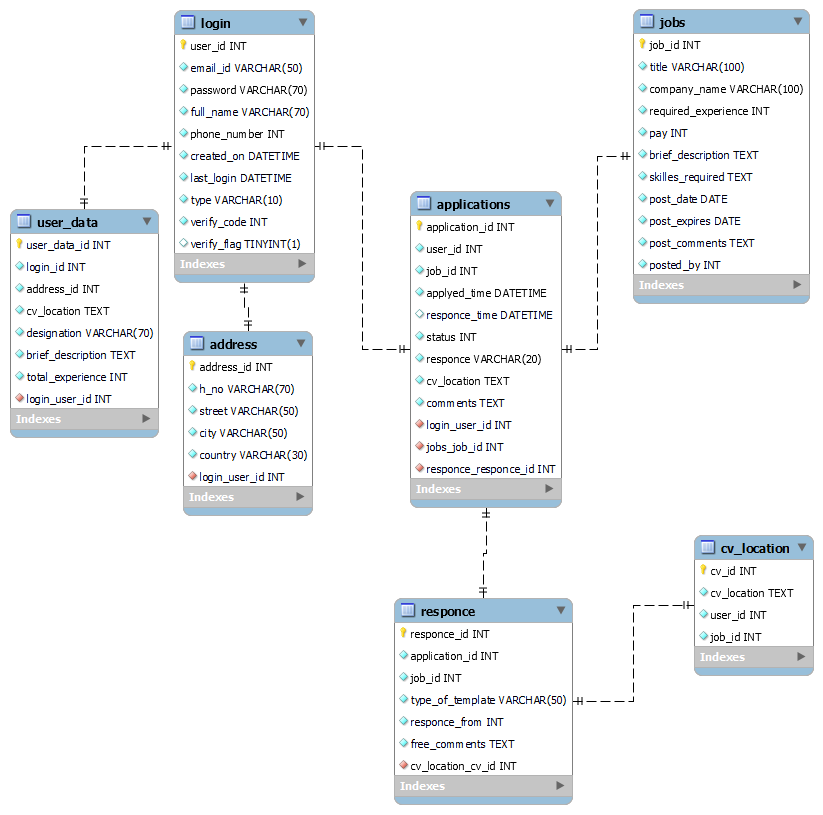 login
user_id INT
email_id VARCHAR(50)
password VARCHAR(70)
full_name VARCHAR(70)
phone_number INT
created_on DATETIME
last_login DATETIME
type VARCHAR(10)
verify_code INT
verify_flag TINYINT(1)
Indexes
jobs
job_id INT
title VARCHAR(100)
company_name VARCHAR(100)
required_experience INT
pay INT
brief_description TEXT
skilles_required TEXT
post_date DATE
post_expires DATE
post_comments TEXT
posted_by INT
Indexes
user_data
user_data_id INT
login_id INT
address_id INT
cv_location TEXT
designation VARCHAR(70)
brief_description TEXT
total_experience INT
login_user_id INT
Indexes
applications
application_id INT
user_id INT
job_id INT
applyed_time DATETIME
responce_time DATETIME
status INT
responce VARCHAR(20)
cv_location TEXT
comments TEXT
login_user_id INT
jobs_job_id INT
responce_responce_id INT
Indexes
address
address_id INT
h_no VARCHAR(70)
street VARCHAR(50)
city VARCHAR(50)
country VARCHAR(30)
login_user_id INT
Indexes
cv_location
cv_id INT
cv_location TEXT
user_id INT
job_id INT
Indexes
responce
responce_id INT
application_id INT
job_id INT
type_of_template VARCHAR(50)
responce_from INT
free_comments TEXT
cv_location_cv_id INT
Indexes